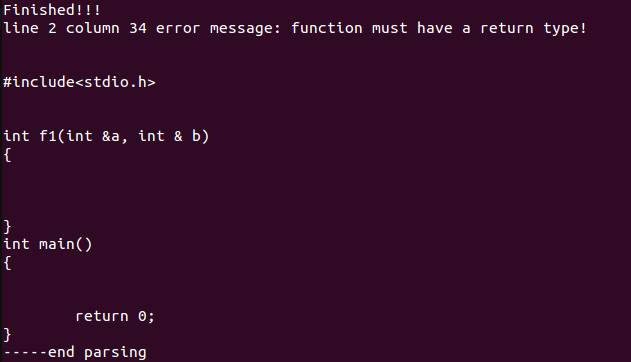 Finished!!!
line 2 column 34 error message: function must have a return type!
#include<stdio.h>
int f1(int &a, int & b)
{
}
int main()
{
return 0;
}
-----end parsing